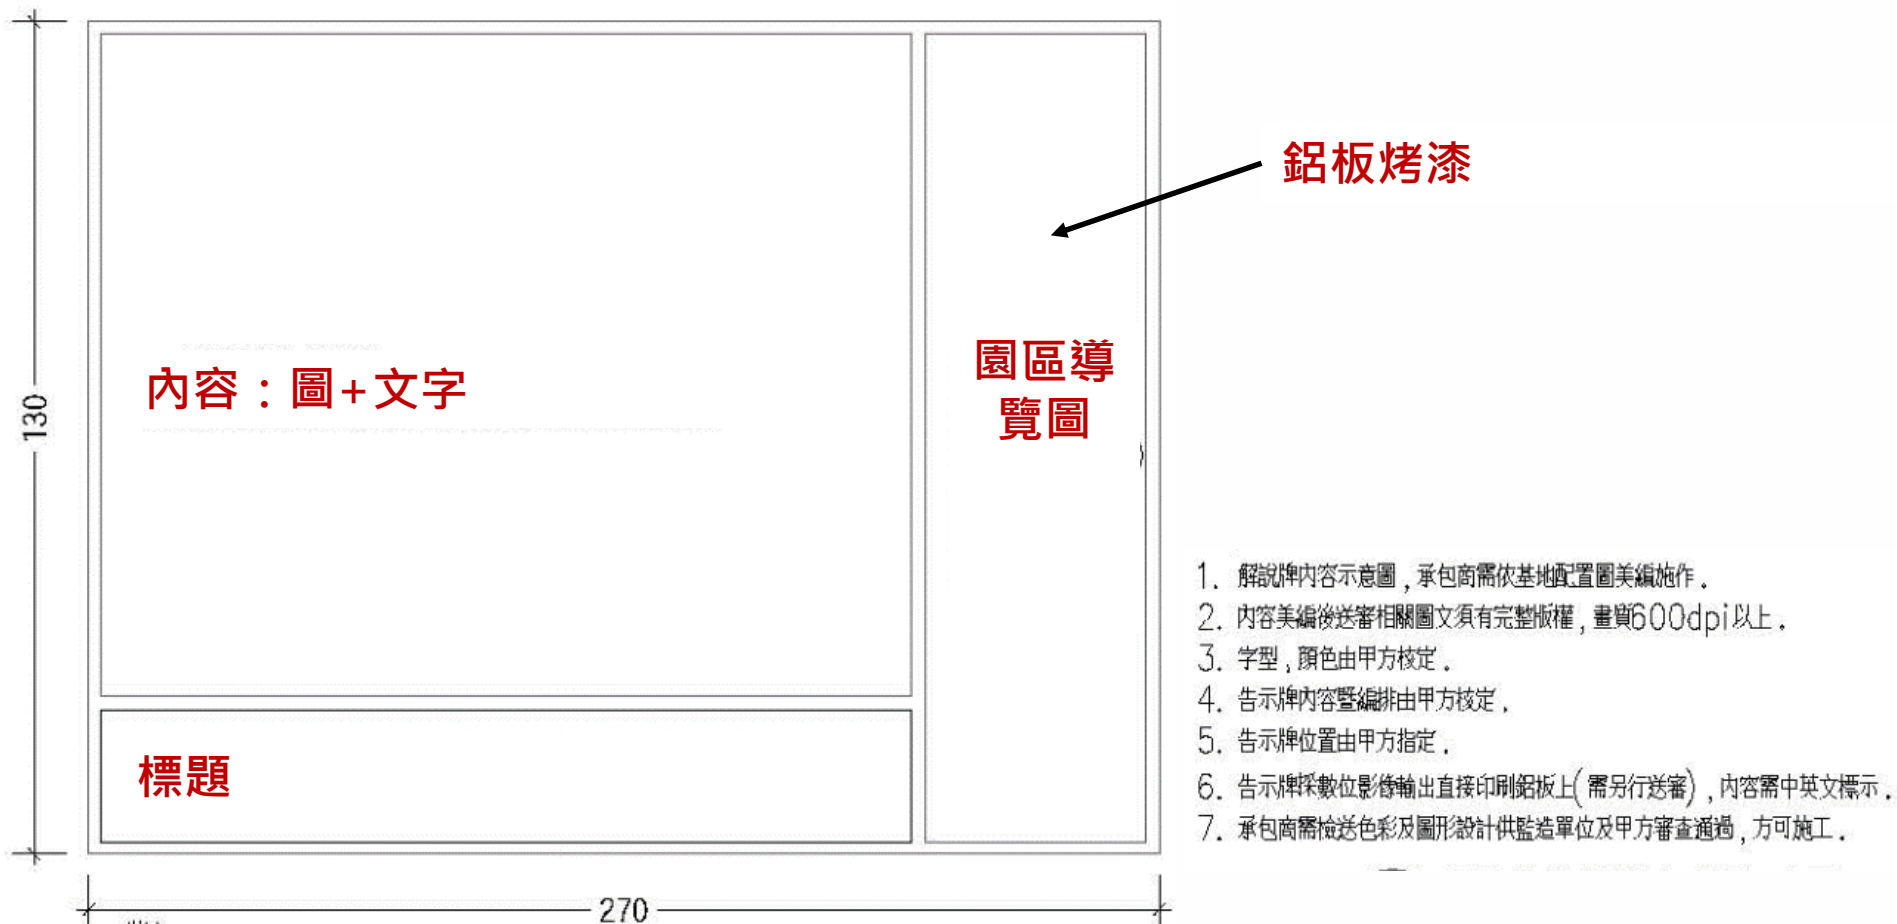 鋁板烤漆
園區導
覽圖
內容：圖+文字
130
標題
270
1. 解說牌內容示意圖，承包商需依基地配置圖美編施作。
2. 內容美編後送審相關圖文須有完整版權，畫質600dpi以上。
3. 字型，顏色由甲方核定。
4. 告示牌內容暨編排由甲方核定。
5. 告示牌位置由甲方指定。
6. 告示牌採數位影像輸出直接印刷鋁板上(需另行送審)，內容需中英文標示。
7. 承包商需檢送色彩及圖形設計供監造單位及甲方審查通過，方可施工。